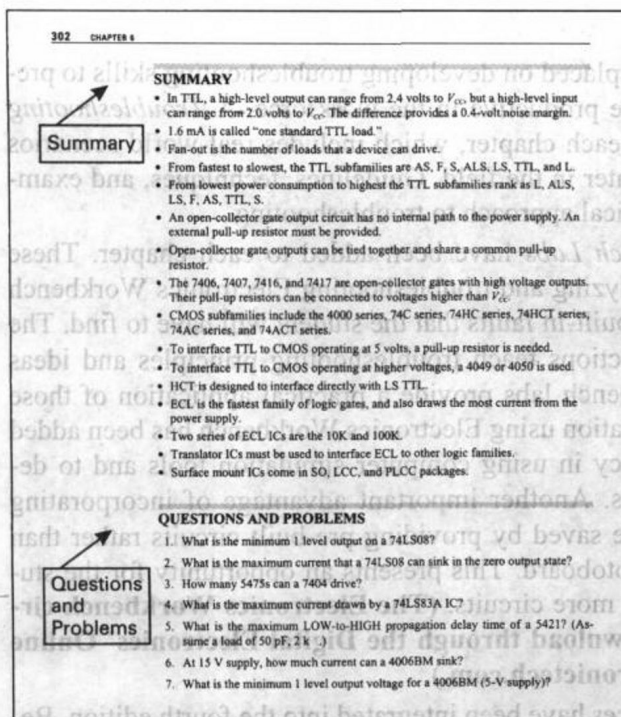 302 CHAPTER 6
SUMMARY
• In TTL, a high-level output can range from 2.4 volts to Vcc, but a high-level input
can range from 2.0 volts to Vcc. The difference provides a 0.4-volt noise margin.
• 1.6 mA is called "one standard TTL load."
• Fan-out is the number of loads that a device can drive.
• From fastest to slowest, the TTL subfamilies are AS, F, S, ALS, LS, TTL, and L.
• From lowest power consumption to highest the TTL subfamilies rank as L, ALS,
LS, F, AS, TTL, S.
• An open-collector gate output circuit has no internal path to the power supply. An
external pull-up resistor must be provided.
• Open-collector gate outputs can be tied together and share a common pull-up
resistor.
• The 7406, 7407, 7416, and 7417 are open-collector gates with high voltage outputs.
Their pull-up resistors can be connected to voltages higher than Vcc.
• CMOS subfamilies include the 4000 series, 74C series, 74HC series, 74HCT series,
74AC series, and 74ACT series.
• To interface TTL to CMOS operating at 5 volts, a pull-up resistor is needed.
• To interface TTL to CMOS operating at higher voltages, a 4049 or 4050 is used.
• HCT is designed to interface directly with LS TTL.
• ECL is the fastest family of logic gates, and also draws the most current from the
power supply.
• Two series of ECL ICs are the 10K and 100K.
• Translator ICs must be used to interface ECL to other logic families.
• Surface mount ICs come in SO, LCC, and PLCC packages.
Summary
QUESTIONS AND PROBLEMS
1. What is the minimum 1 level output on a 74LS08?
2. What is the maximum current that a 74LS08 can sink in the zero output state?
3. How many 5475s can a 7404 drive?
4. What is the maximum current drawn by a 74LS83A IC?
5. What is the maximum LOW-to-HIGH propagation delay time of a 5421? (As-
sume a load of 50 pF, 2 k .)
6. At 15 V supply, how much current can a 4006BM sink?
7. What is the minimum 1 level output voltage for a 4006BM (5-V supply)?
Questions
and
Problems